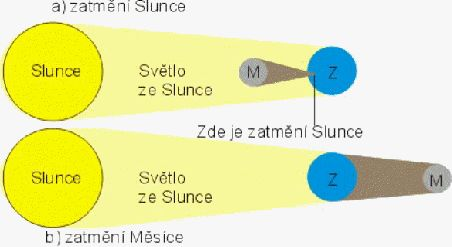 a) zatmění Slunce
Slunce
Světlo
ze Slunce
M
Z
Zde je zatmění Slunce
Slunce
Světlo
ze Slunce
Z
M
b) zatmění Měsíce